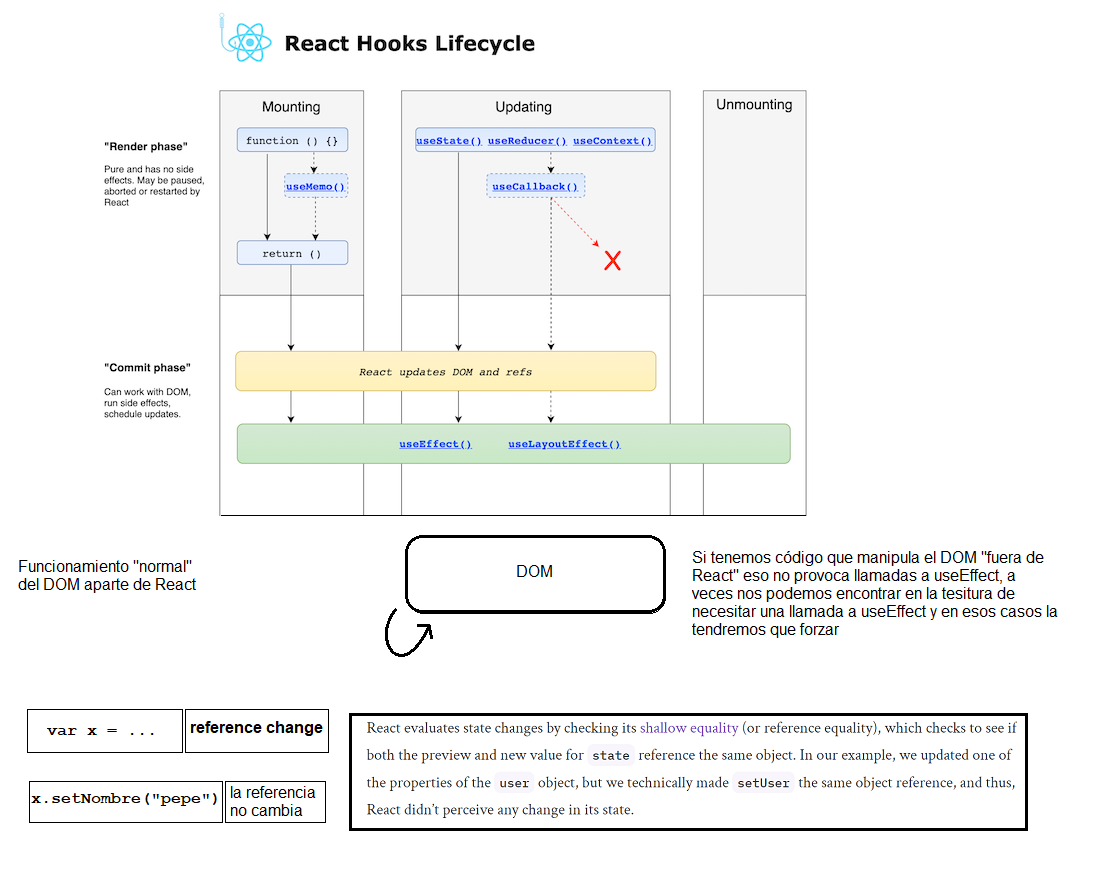 React Hooks Lifecycle
Mounting
Updating
Unmounting
"Render phase"
Pure and has no side
effects. May be paused,
aborted or restarted by
React
function () {}
useMemo()
return ()
useState() useReducer() useContext()
useCallback()
X
"Commit phase"
Can work with DOM,
run side effects,
schedule updates.
React updates DOM and refs
useEffect() useLayoutEffect()
Funcionamiento "normal"
del DOM aparte de React
DOM
Si tenemos código que manipula el DOM "fuera de
React" eso no provoca llamadas a useEffect, a
veces nos podemos encontrar en la tesitura de
necesitar una llamada a useEffect y en esos casos la
tendremos que forzar
var x = ...
reference change
x.setNombre("pepe")
la referencia
no cambia
React evaluates state changes by checking its shallow equality (or reference equality), which checks to see if
both the preview and new value for state reference the same object. In our example, we updated one of
the properties of the user object, but we technically made setUser the same object reference, and thus,
React didn't perceive any change in its state.